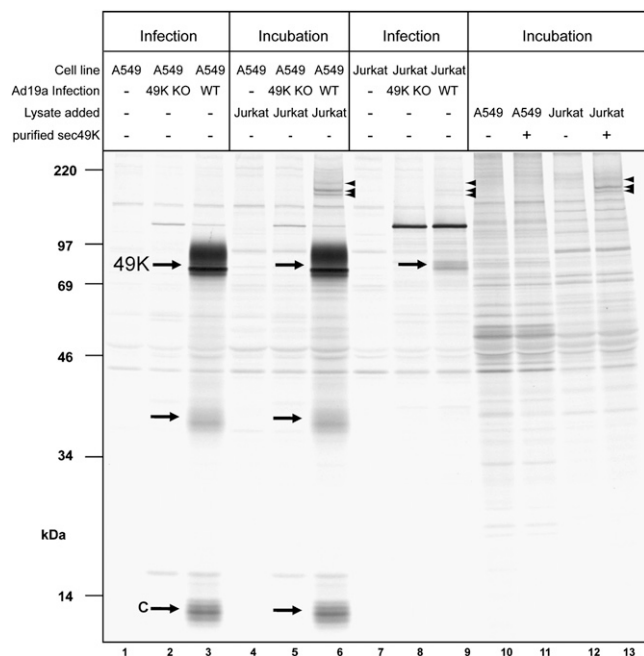 Infection Incubation Infection Incubation
Cell line A549 A549 A549 A549 A549 A549 Jurkat Jurkat Jurkat
Ad19a Infection - 49K KO WT - 49K KO WT - 49K KO WT
Lysate added - - - Jurkat Jurkat Jurkat - - - A549 A549 Jurkat Jurkat
purified sec49K - - - - - - - - - - + - +
220
97
49K
69
46
34
kDa
14
C
1 2 3 4 5 6 7 8 9 10 11 12 13